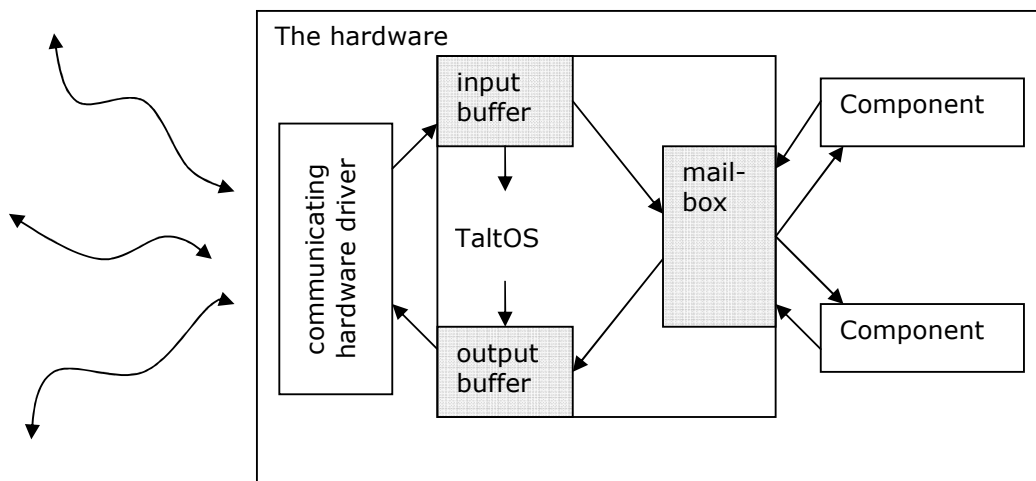 The hardware
input
buffer
Component
communicating
hardware driver
mail-
box
TaltOS
output
buffer
Component